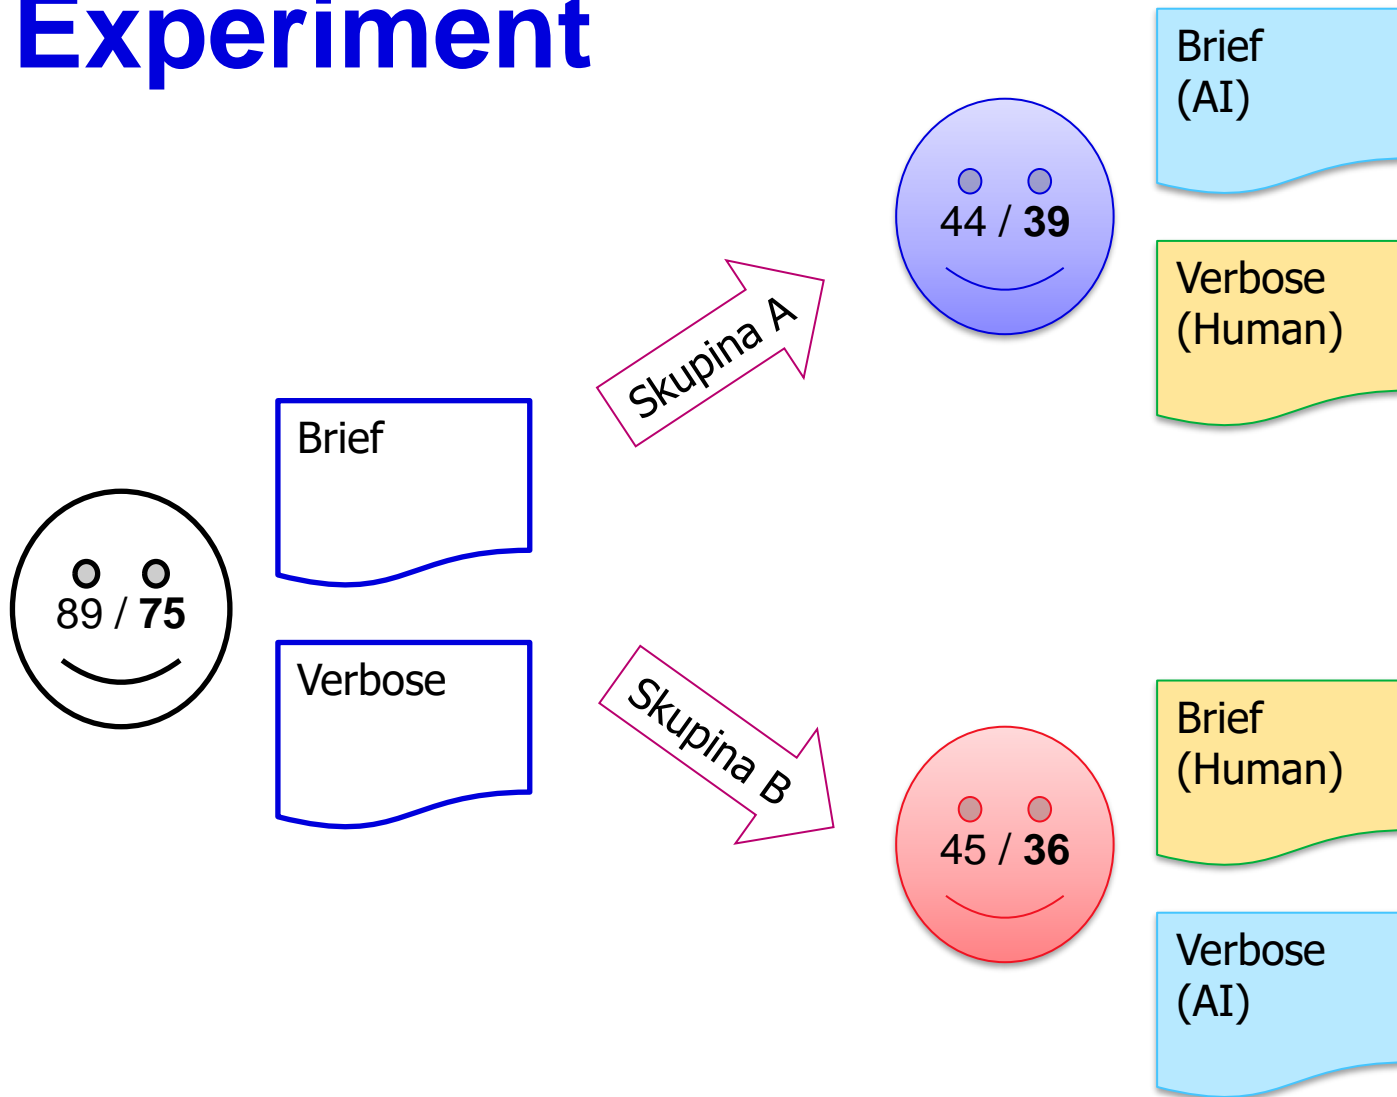 Experiment
89 / 75
Brief
Verbose
Skupina A
Skupina B
44 / 39
Brief
(AI)
Verbose
(Human)
45 / 36
Brief
(Human)
Verbose
(AI)